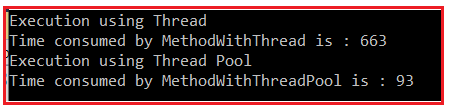 Execution using Thread
Time consumed by MethodWithThread is : 663
Execution using Thread Pool
Time consumed by MethodWithThreadPool is : 93